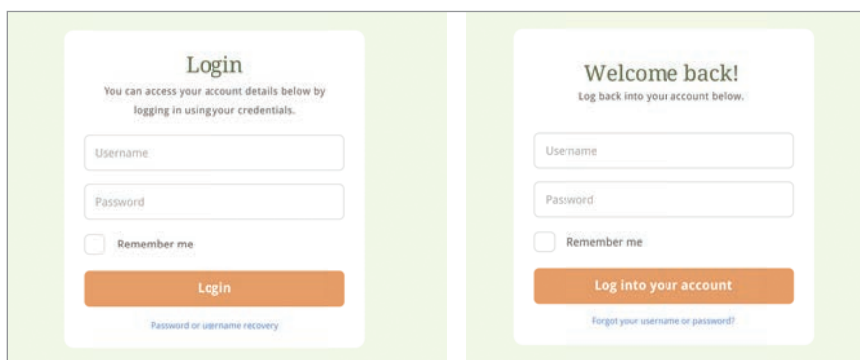 Login
You can access your account details below by
logging in using your credentials.
Username
Password
Remember me
Login
Password or username recovery
Welcome back!
Log back into your account below.
Username
Password
Remember me
Log into your account
Forgot your username or password?